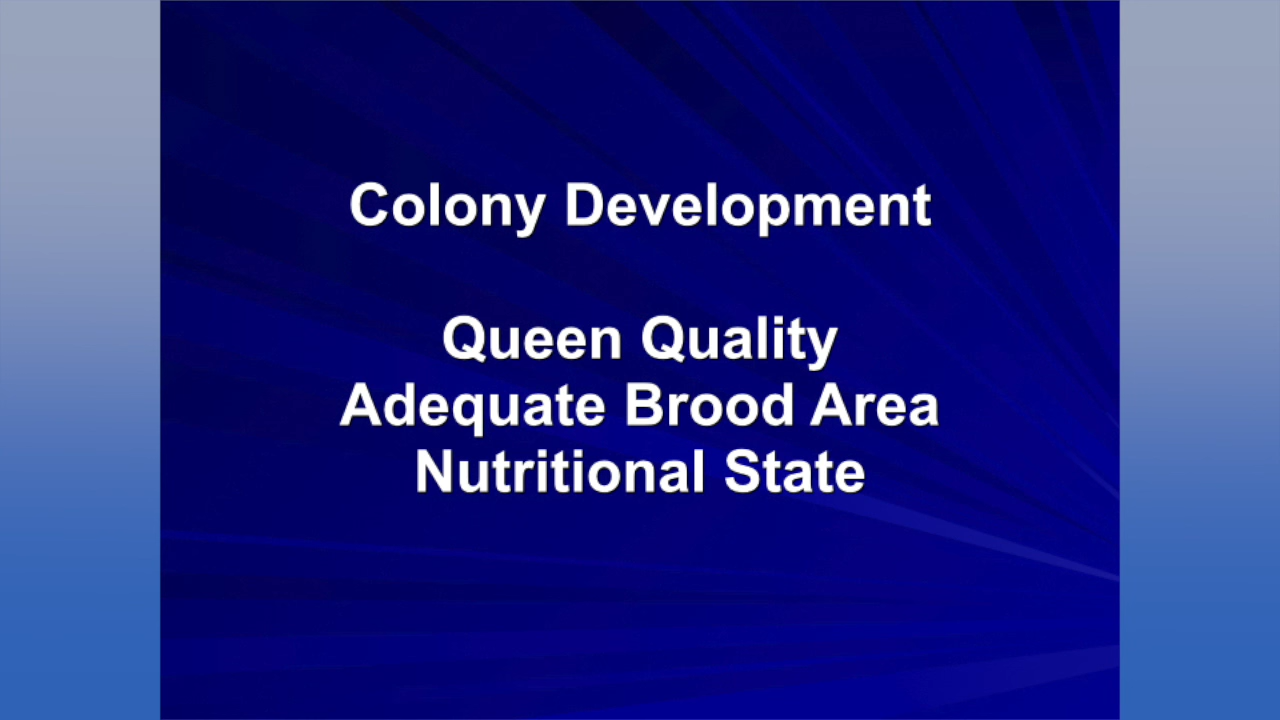 Colony Development
Queen Quality
Adequate Brood Area
Nutritional State